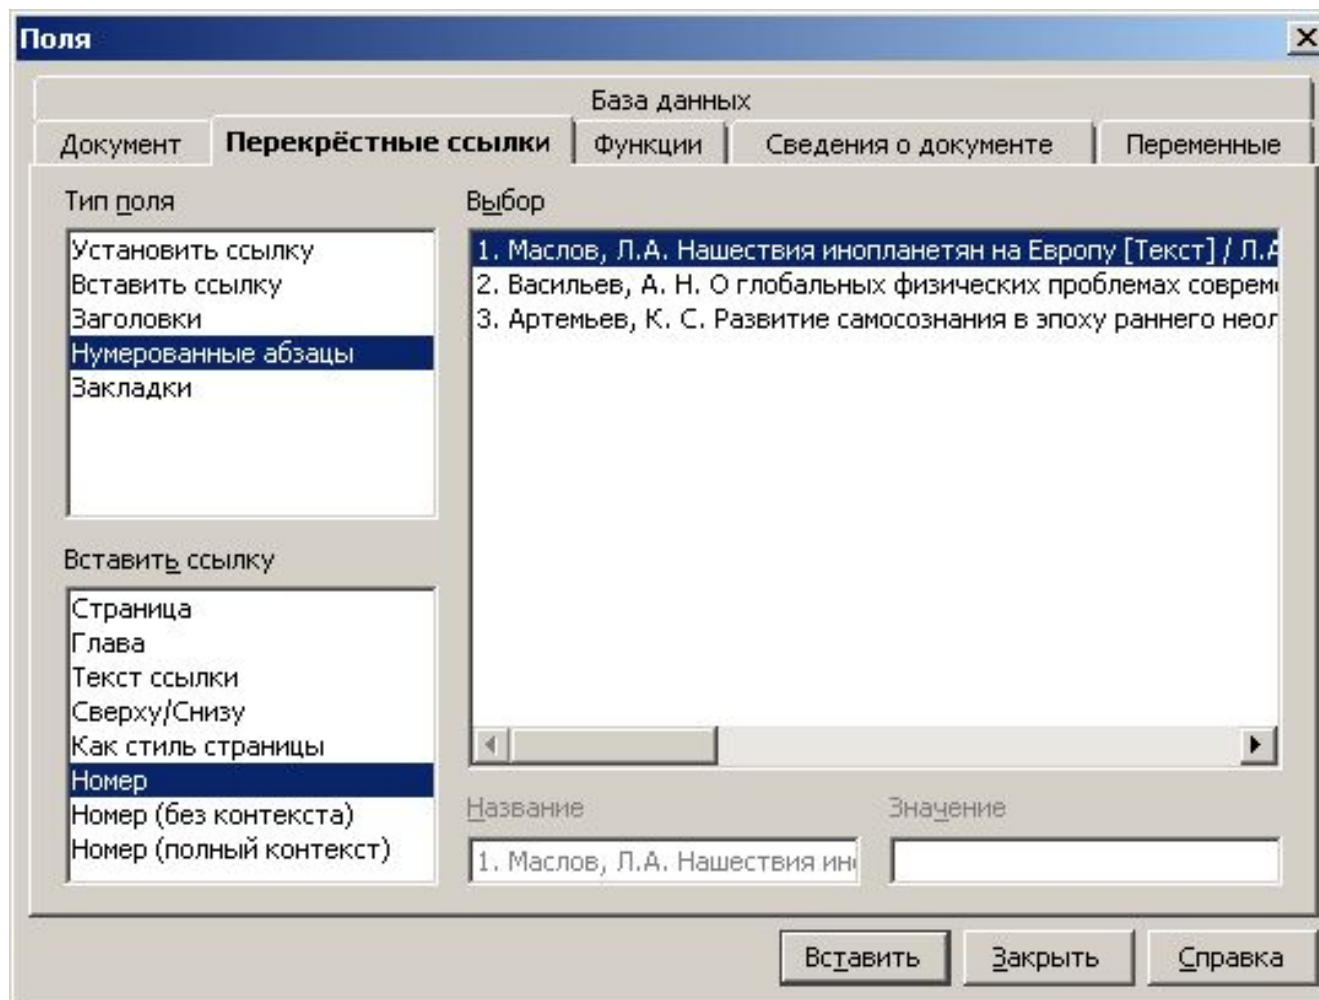 Поля
База данных
Документ Перекрёстные ссылки Функции Сведения о документе Переменные
Тип поля
Установить ссылку
Вставить ссылку
Заголовки
Нумерованные абзацы
Закладки
Вставить ссылку
Страница
Глава
Текст ссылки
Сверху/Снизу
Как стиль страницы
Номер
Номер (без контекста)
Номер (полный контекст)
Выбор
1. Маслов, Л.А. Нашествия инопланетян на Европу [Текст] / Л.А
2. Васильев, А. Н. О глобальных физических проблемах соврем
3. Артемьев, К. С. Развитие самосознания в эпоху раннего неол
Название
1. Маслов, Л.А. Нашествия ин
Значение
Вставить Закрыть Справка